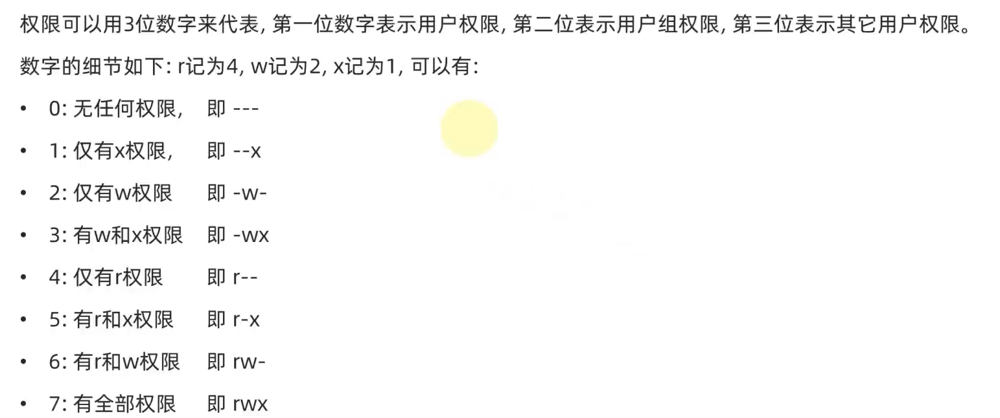 权限可以用3位数字来代表, 第一位数字表示用户权限, 第二位表示用户组权限, 第三位表示其它用户权限。
数字的细节如下: r记为4, w记为2, x记为1, 可以有:
• 0: 无任何权限, 即 ---
• 1: 仅有x权限, 即 --x
• 2: 仅有w权限 即 -w-
• 3: 有w和x权限 即 -wx
• 4: 仅有r权限 即 r--
• 5: 有r和x权限 即 r-x
• 6: 有r和w权限 即 rw-
• 7: 有全部权限 即 rwx